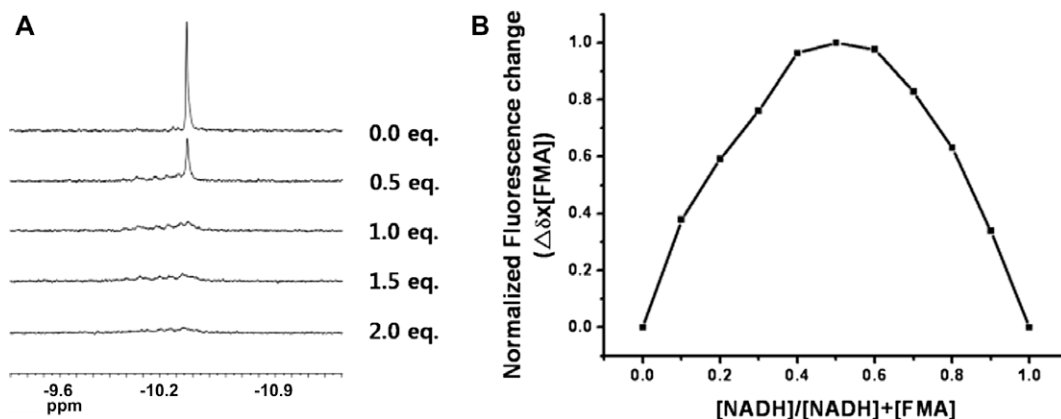 A
0.0 eq.
0.5 eq.
1.0 eq.
1.5 eq.
2.0 eq.
-9.6 -10.2 -10.9
ppm
B
Normalized Fluorescence change
(△δx[FMA])
1.0
0.8
0.6
0.4
0.2
0.0
0.0 0.2 0.4 0.6 0.8 1.0
[NADH]/[NADH]+[FMA]